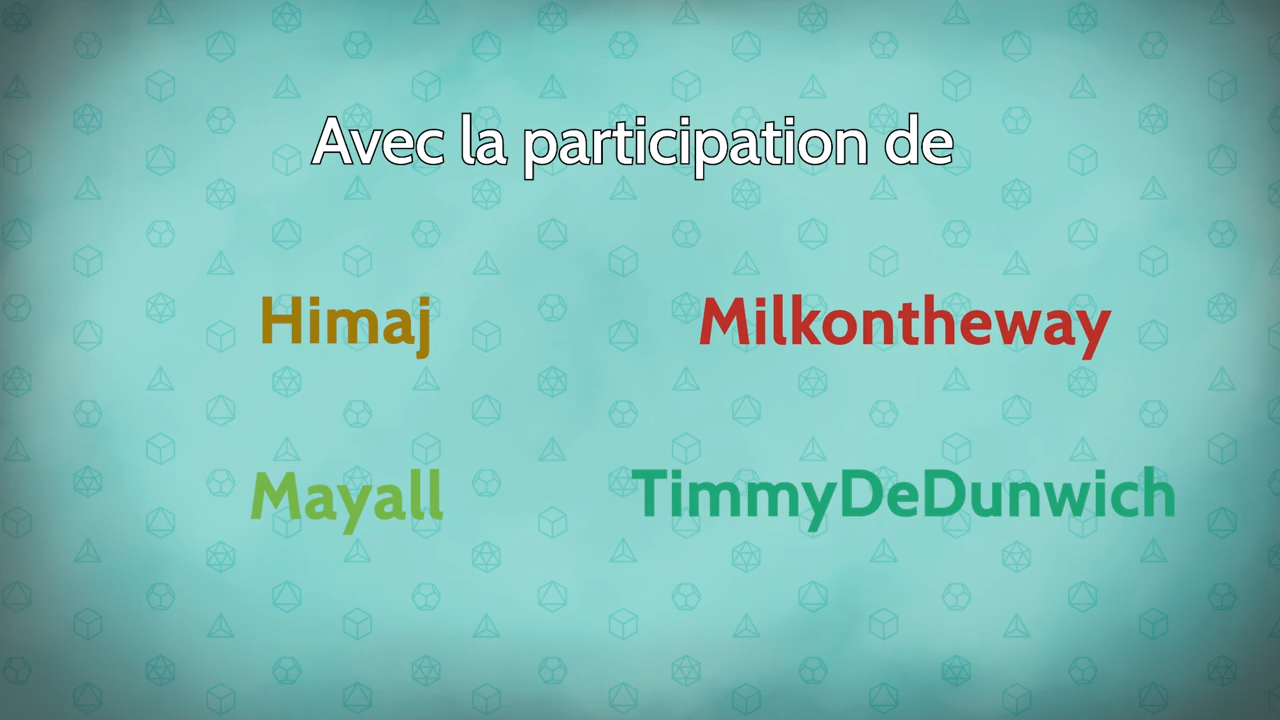 Avec la participation de
Himaj
Milkontheway
Mayall
TimmyDeDunwich